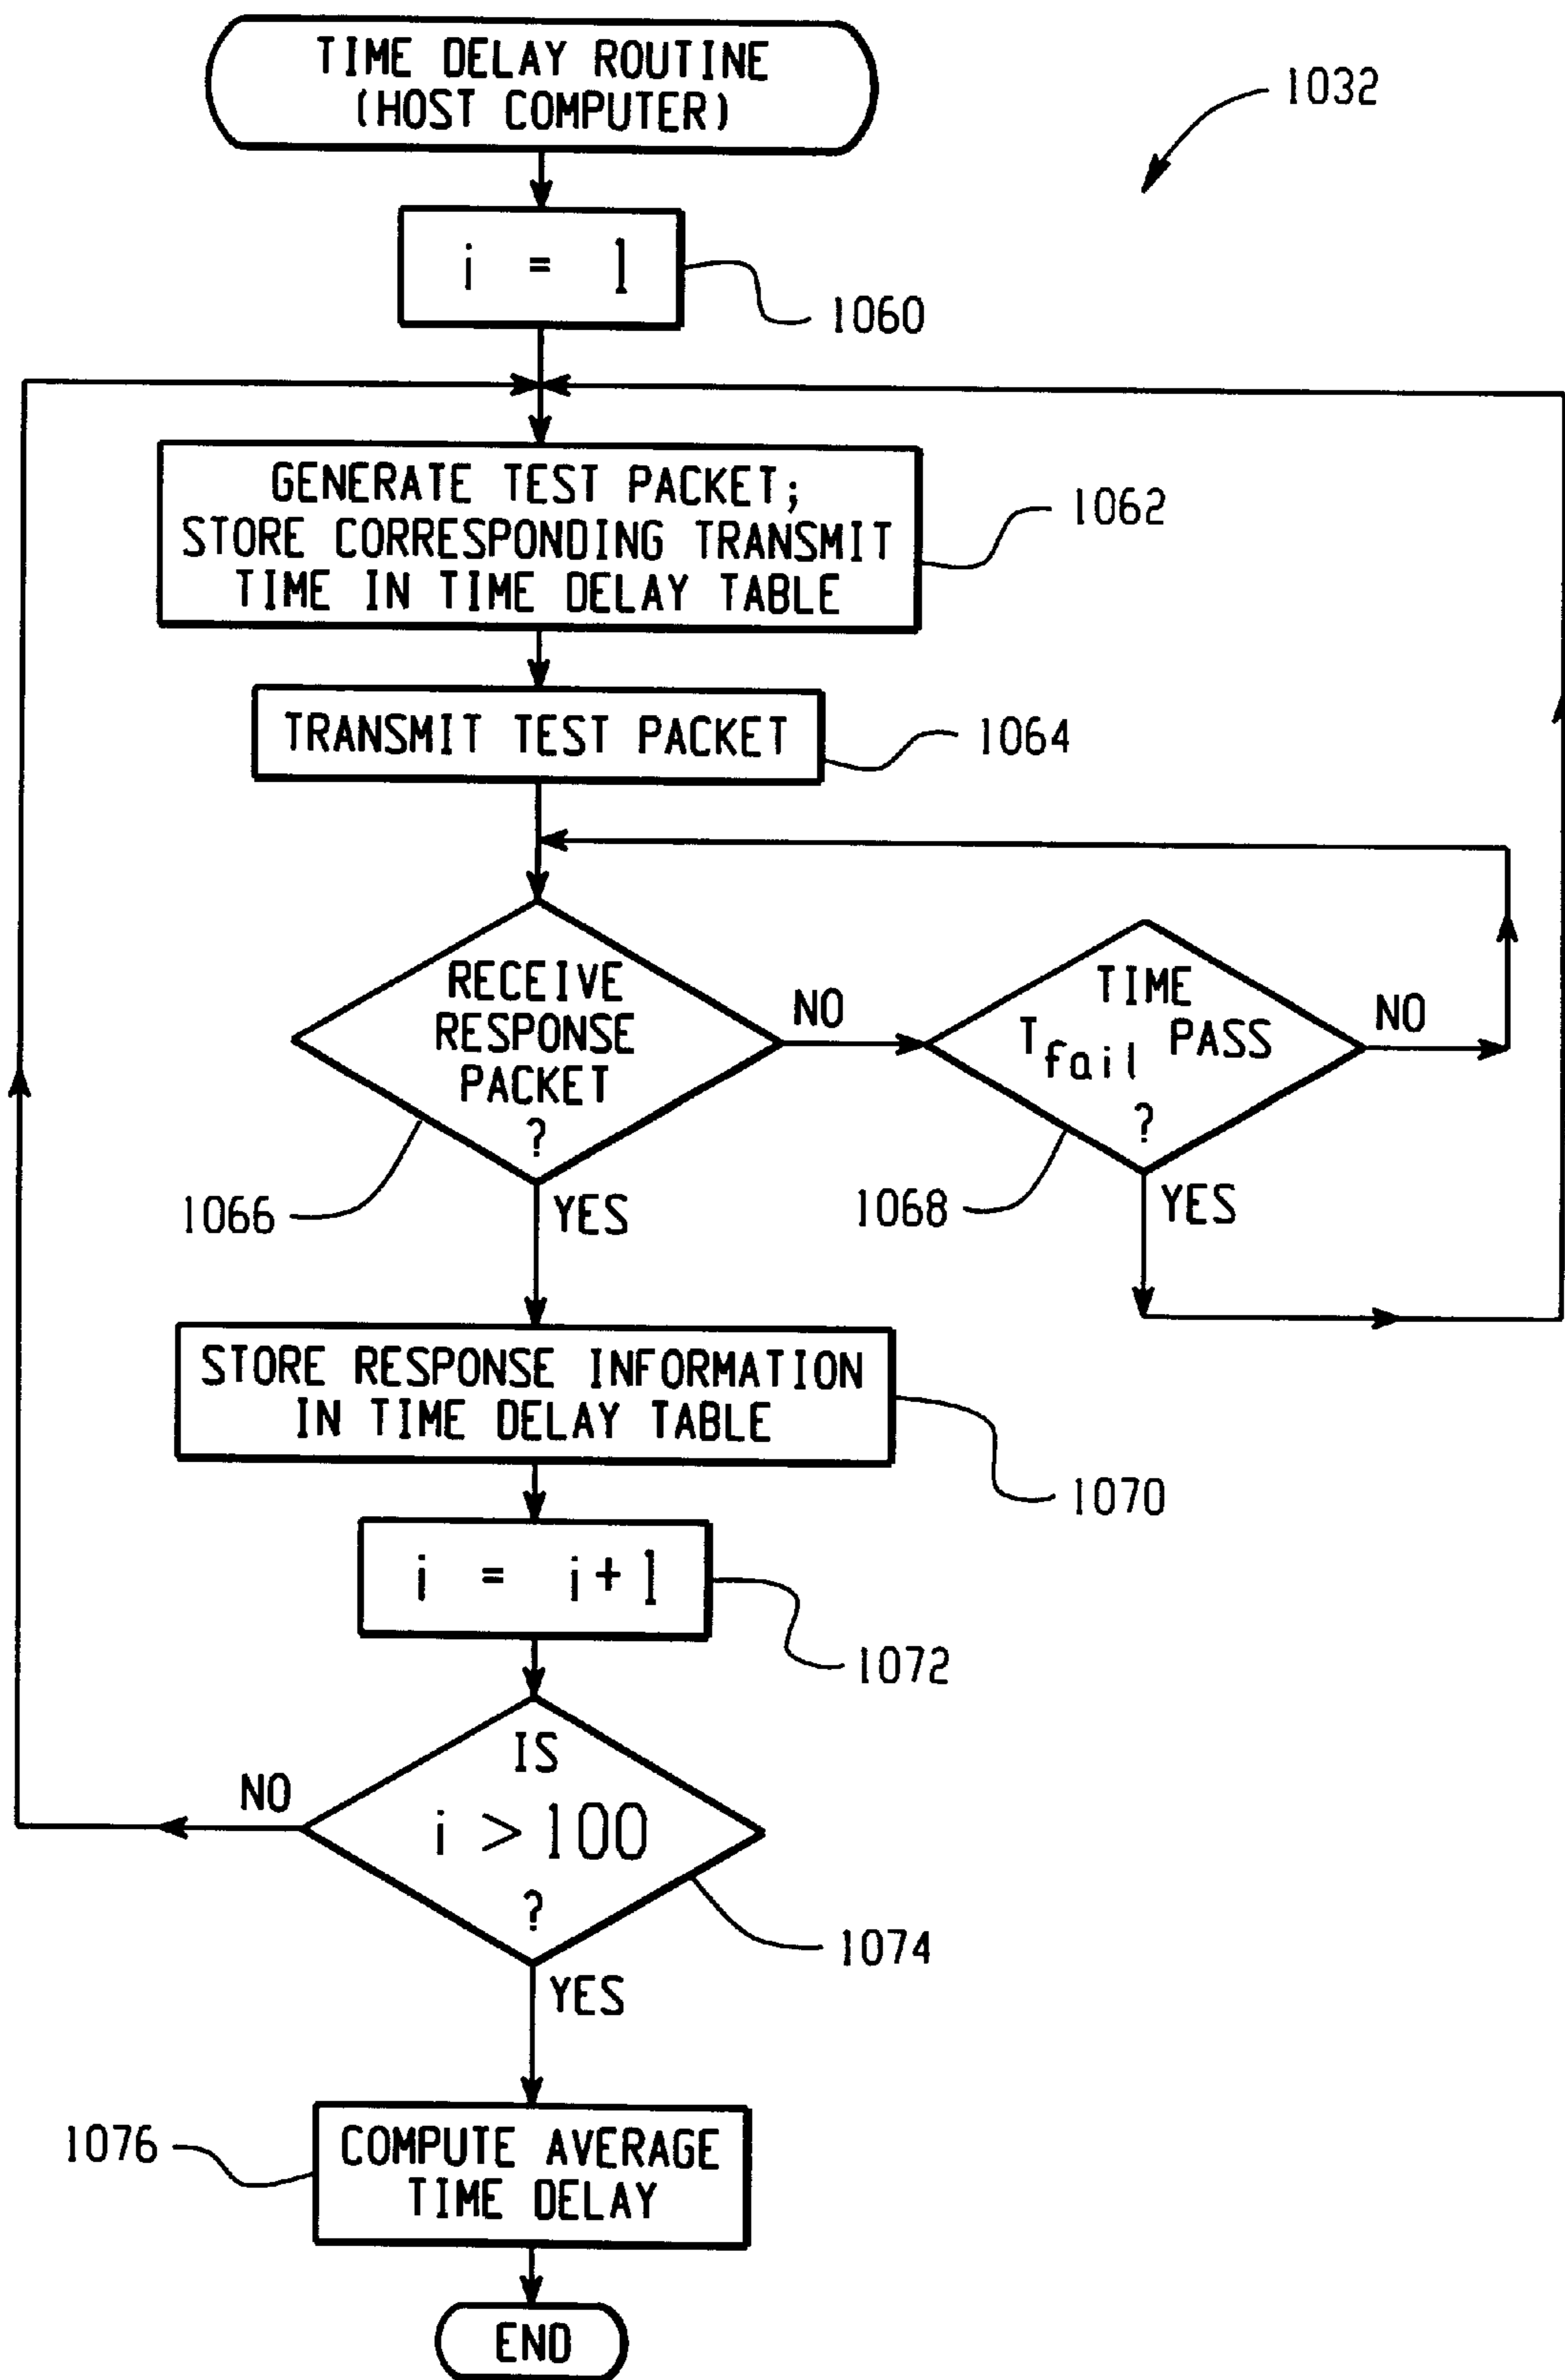 TIME DELAY ROUTINE
(HOST COMPUTER)
1032
i = 1
1060
GENERATE TEST PACKET;
STORE CORRESPONDING TRANSMIT
TIME IN TIME DELAY TABLE
1062
TRANSMIT TEST PACKET
1064
RECEIVE
RESPONSE
PACKET
?
NO
1066
YES
TIME
Tfail PASS
?
NO
1068
YES
STORE RESPONSE INFORMATION
IN TIME DELAY TABLE
1070
i = i+1
1072
IS
i > 100
?
NO
1074
YES
1076
COMPUTE AVERAGE
TIME DELAY
END